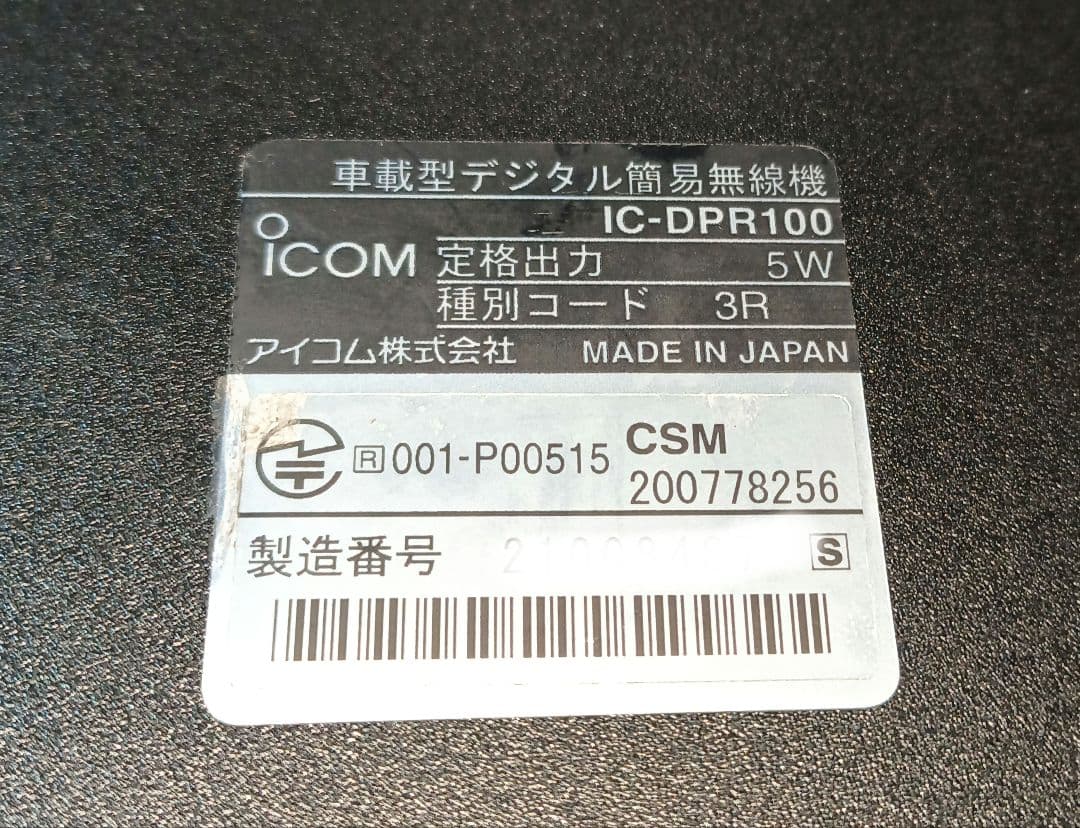 車載型デジタル簡易無線機
IC-DPR100
ICOM
定格出力 5W
種別コード 3R
アイコム株式会社 MADE IN JAPAN
R 001-P00515 CSM
200778256
製造番号 S